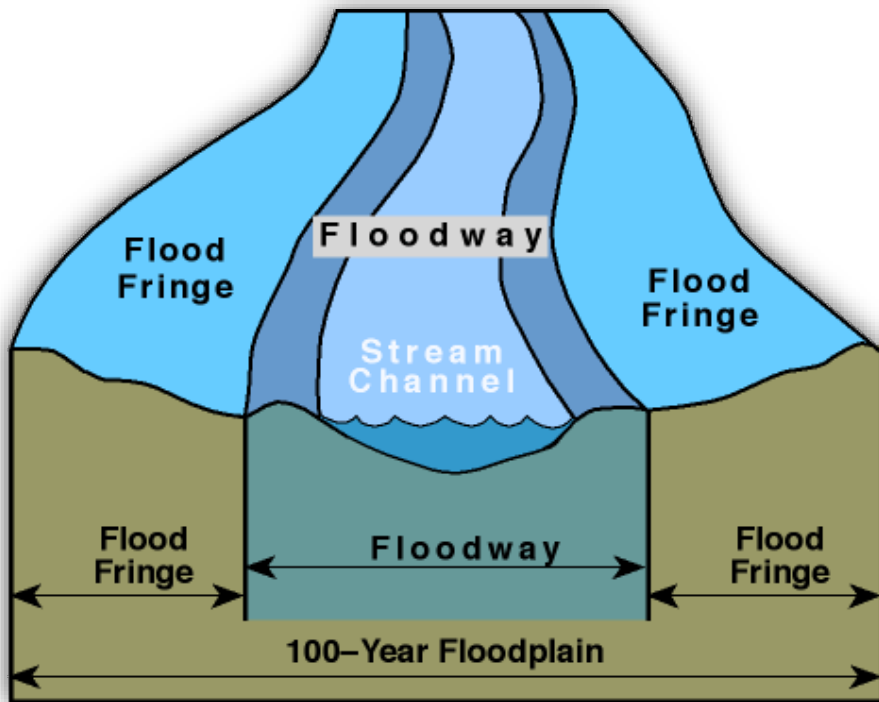 Floodway
Flood
Fringe
Flood
Fringe
Stream
Channel
Flood
Fringe
Floodway
Flood
Fringe
100–Year Floodplain